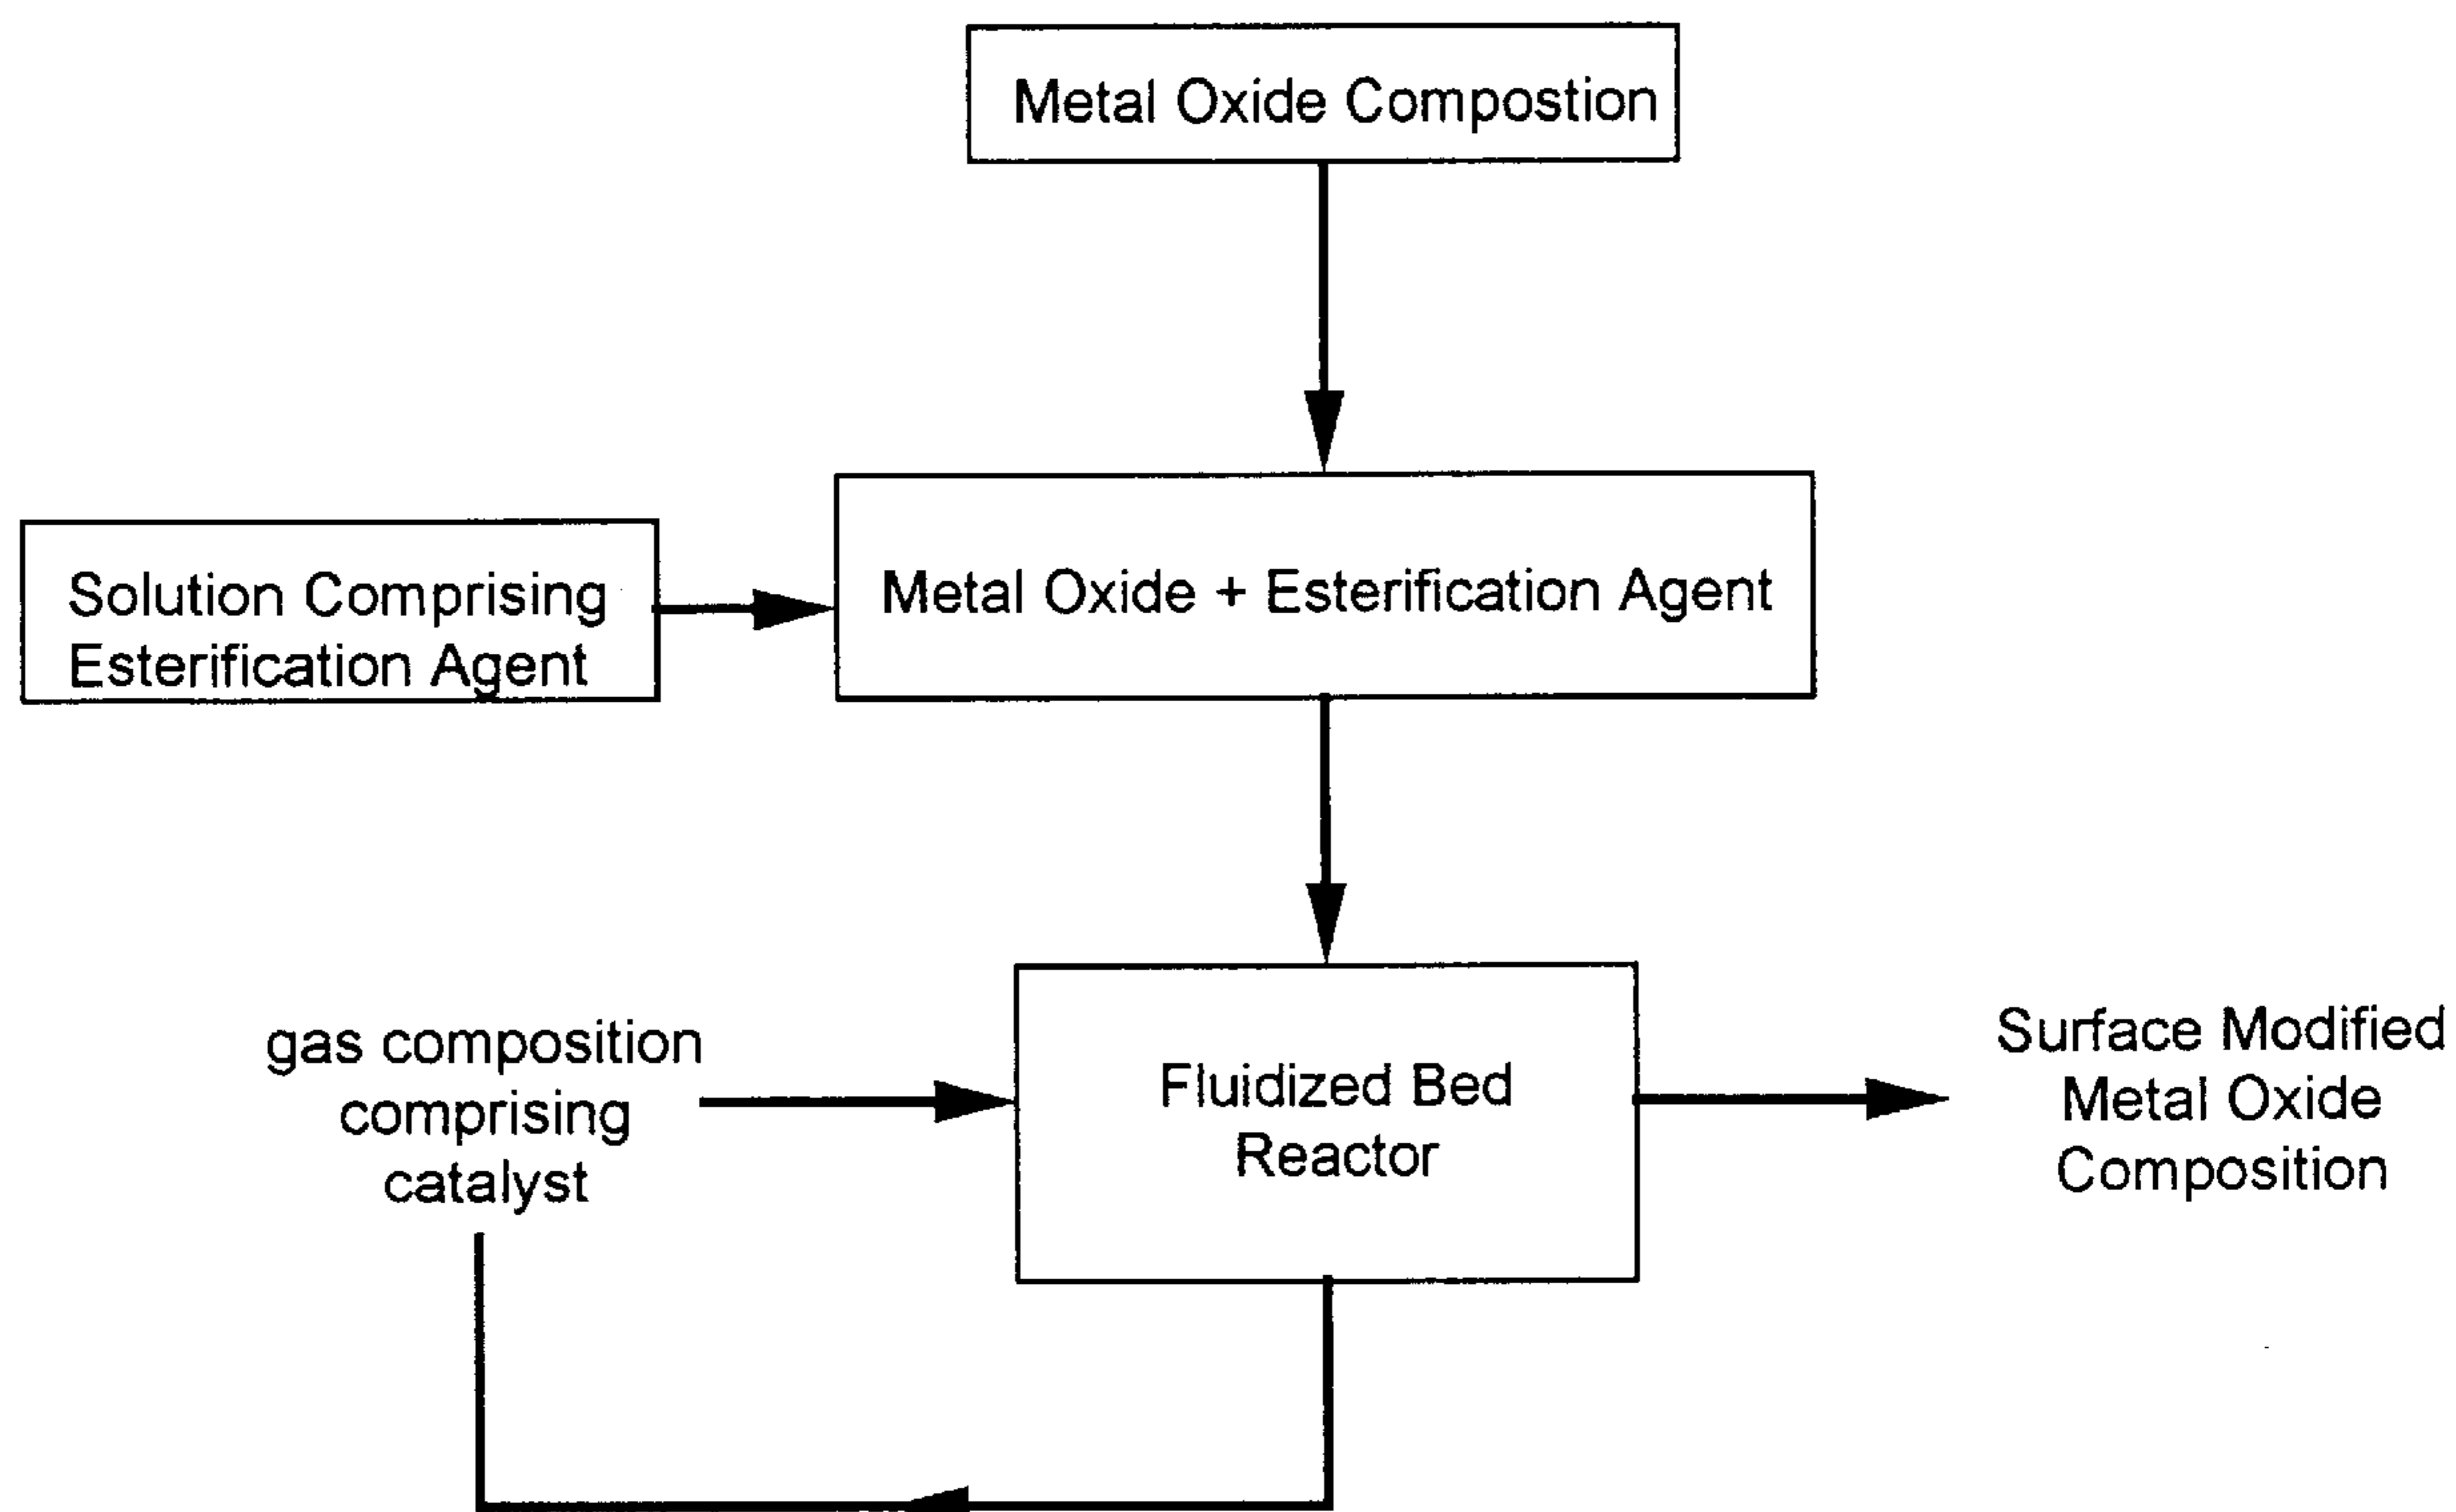 Metal Oxide Compostion
Solution Comprising
Esterification Agent
Metal Oxide + Esterification Agent
gas composition
comprising
catalyst
Fluidized Bed
Reactor
Surface Modified
Metal Oxide
Composition